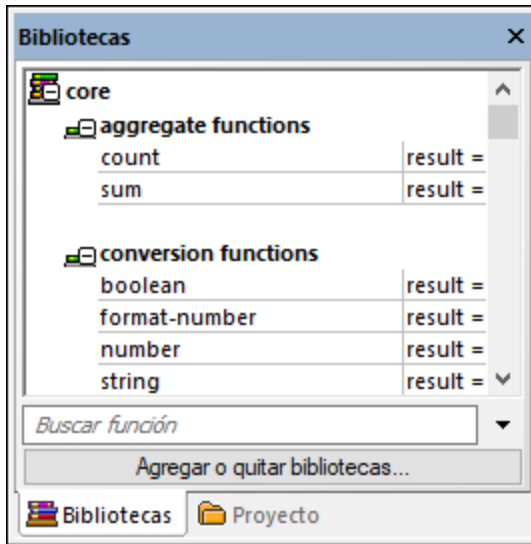 Bibliotecas
core
aggregate functions
count result =
sum result =
conversion functions
boolean result =
format-number result =
number result =
string result =
Buscar función
Agregar o quitar bibliotecas...
Bibliotecas Proyecto